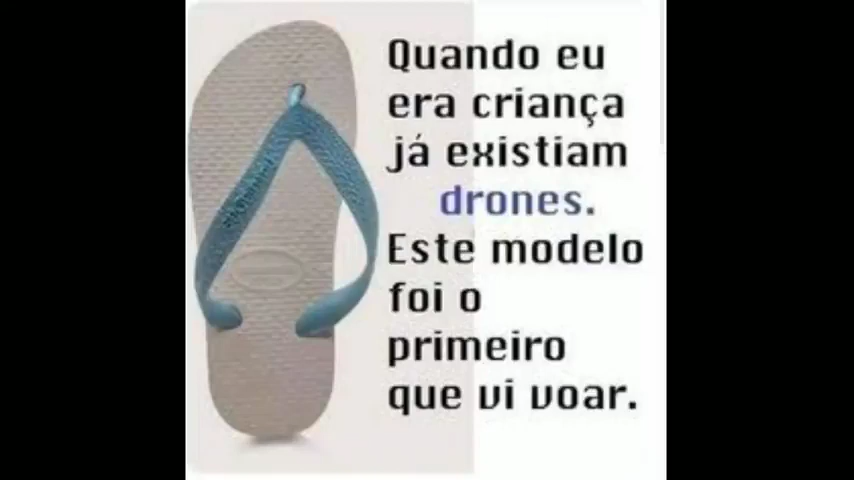 Quando eu
era criança
já existiam
drones.
Este modelo
foi o
primeiro
que vi voar.